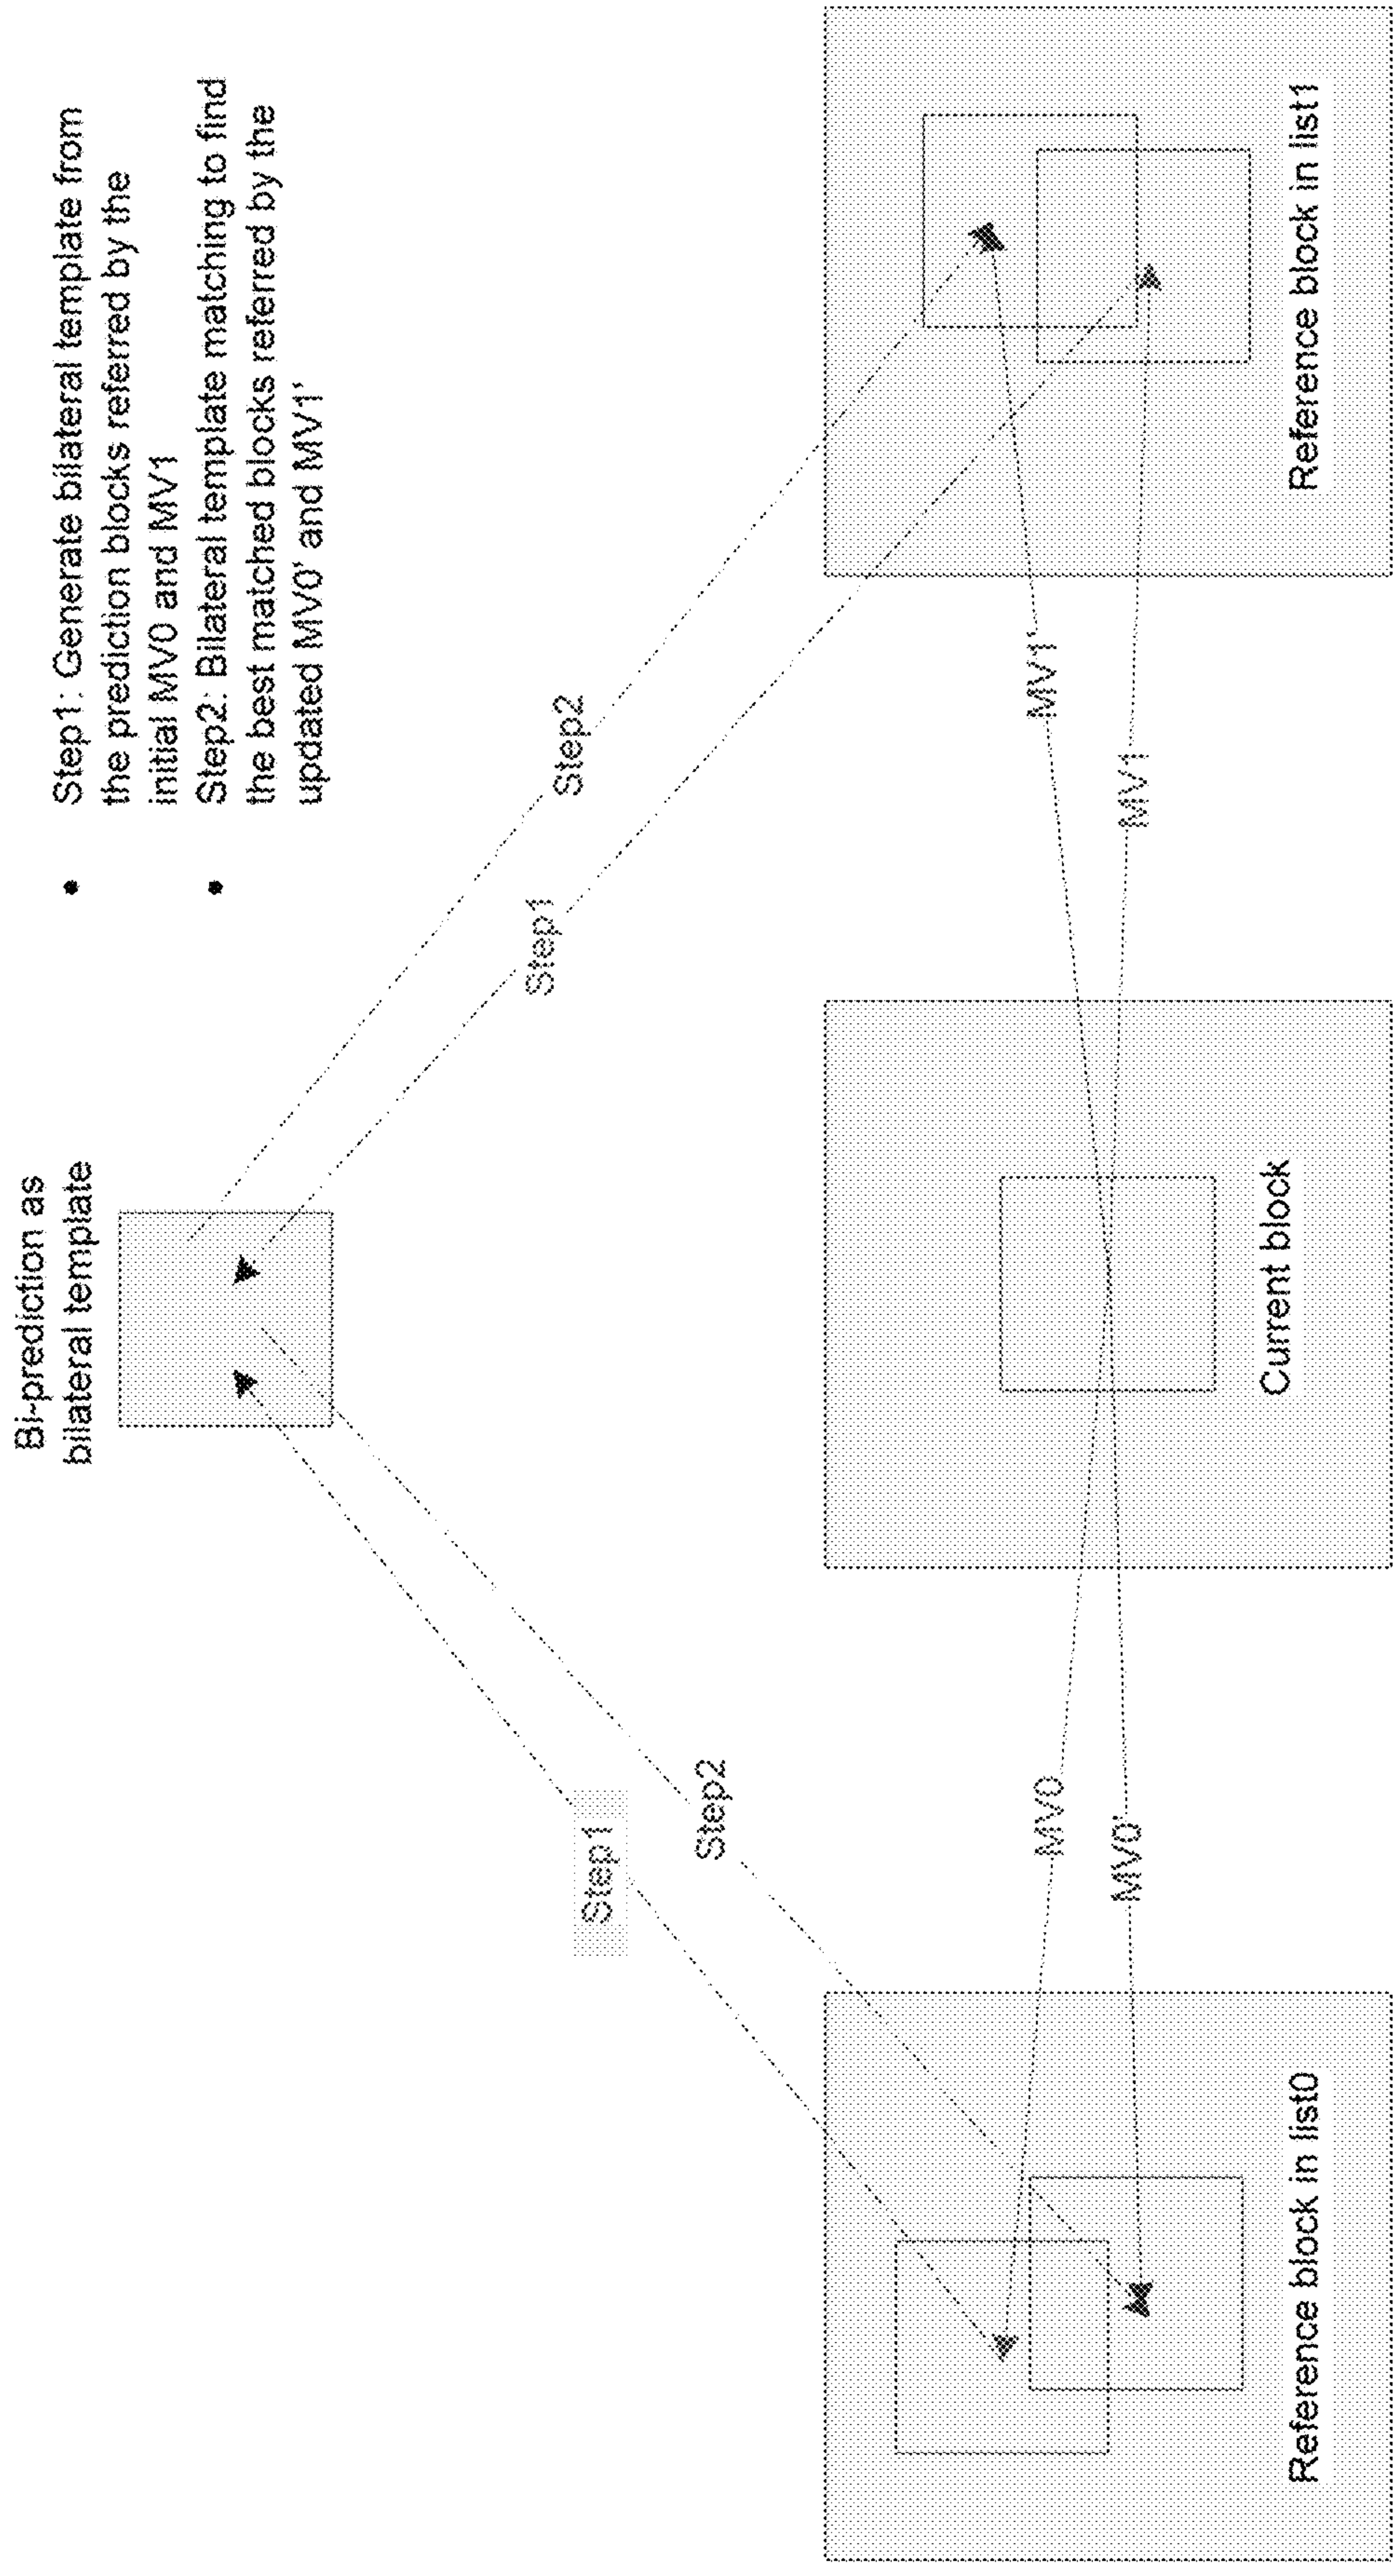 Bi-prediction as
bilateral template
• Step1: Generate bilateral template from
the prediction blocks referred by the
initial MV0 and MV1
• Step2: Bilateral template matching to find
the best matched blocks referred by the
updated MV0' and MV1'
Step1
Step2
Step1
Step2
MV0
MV0'
MV1'
MV1
Reference block in list0
Current block
Reference block in list1